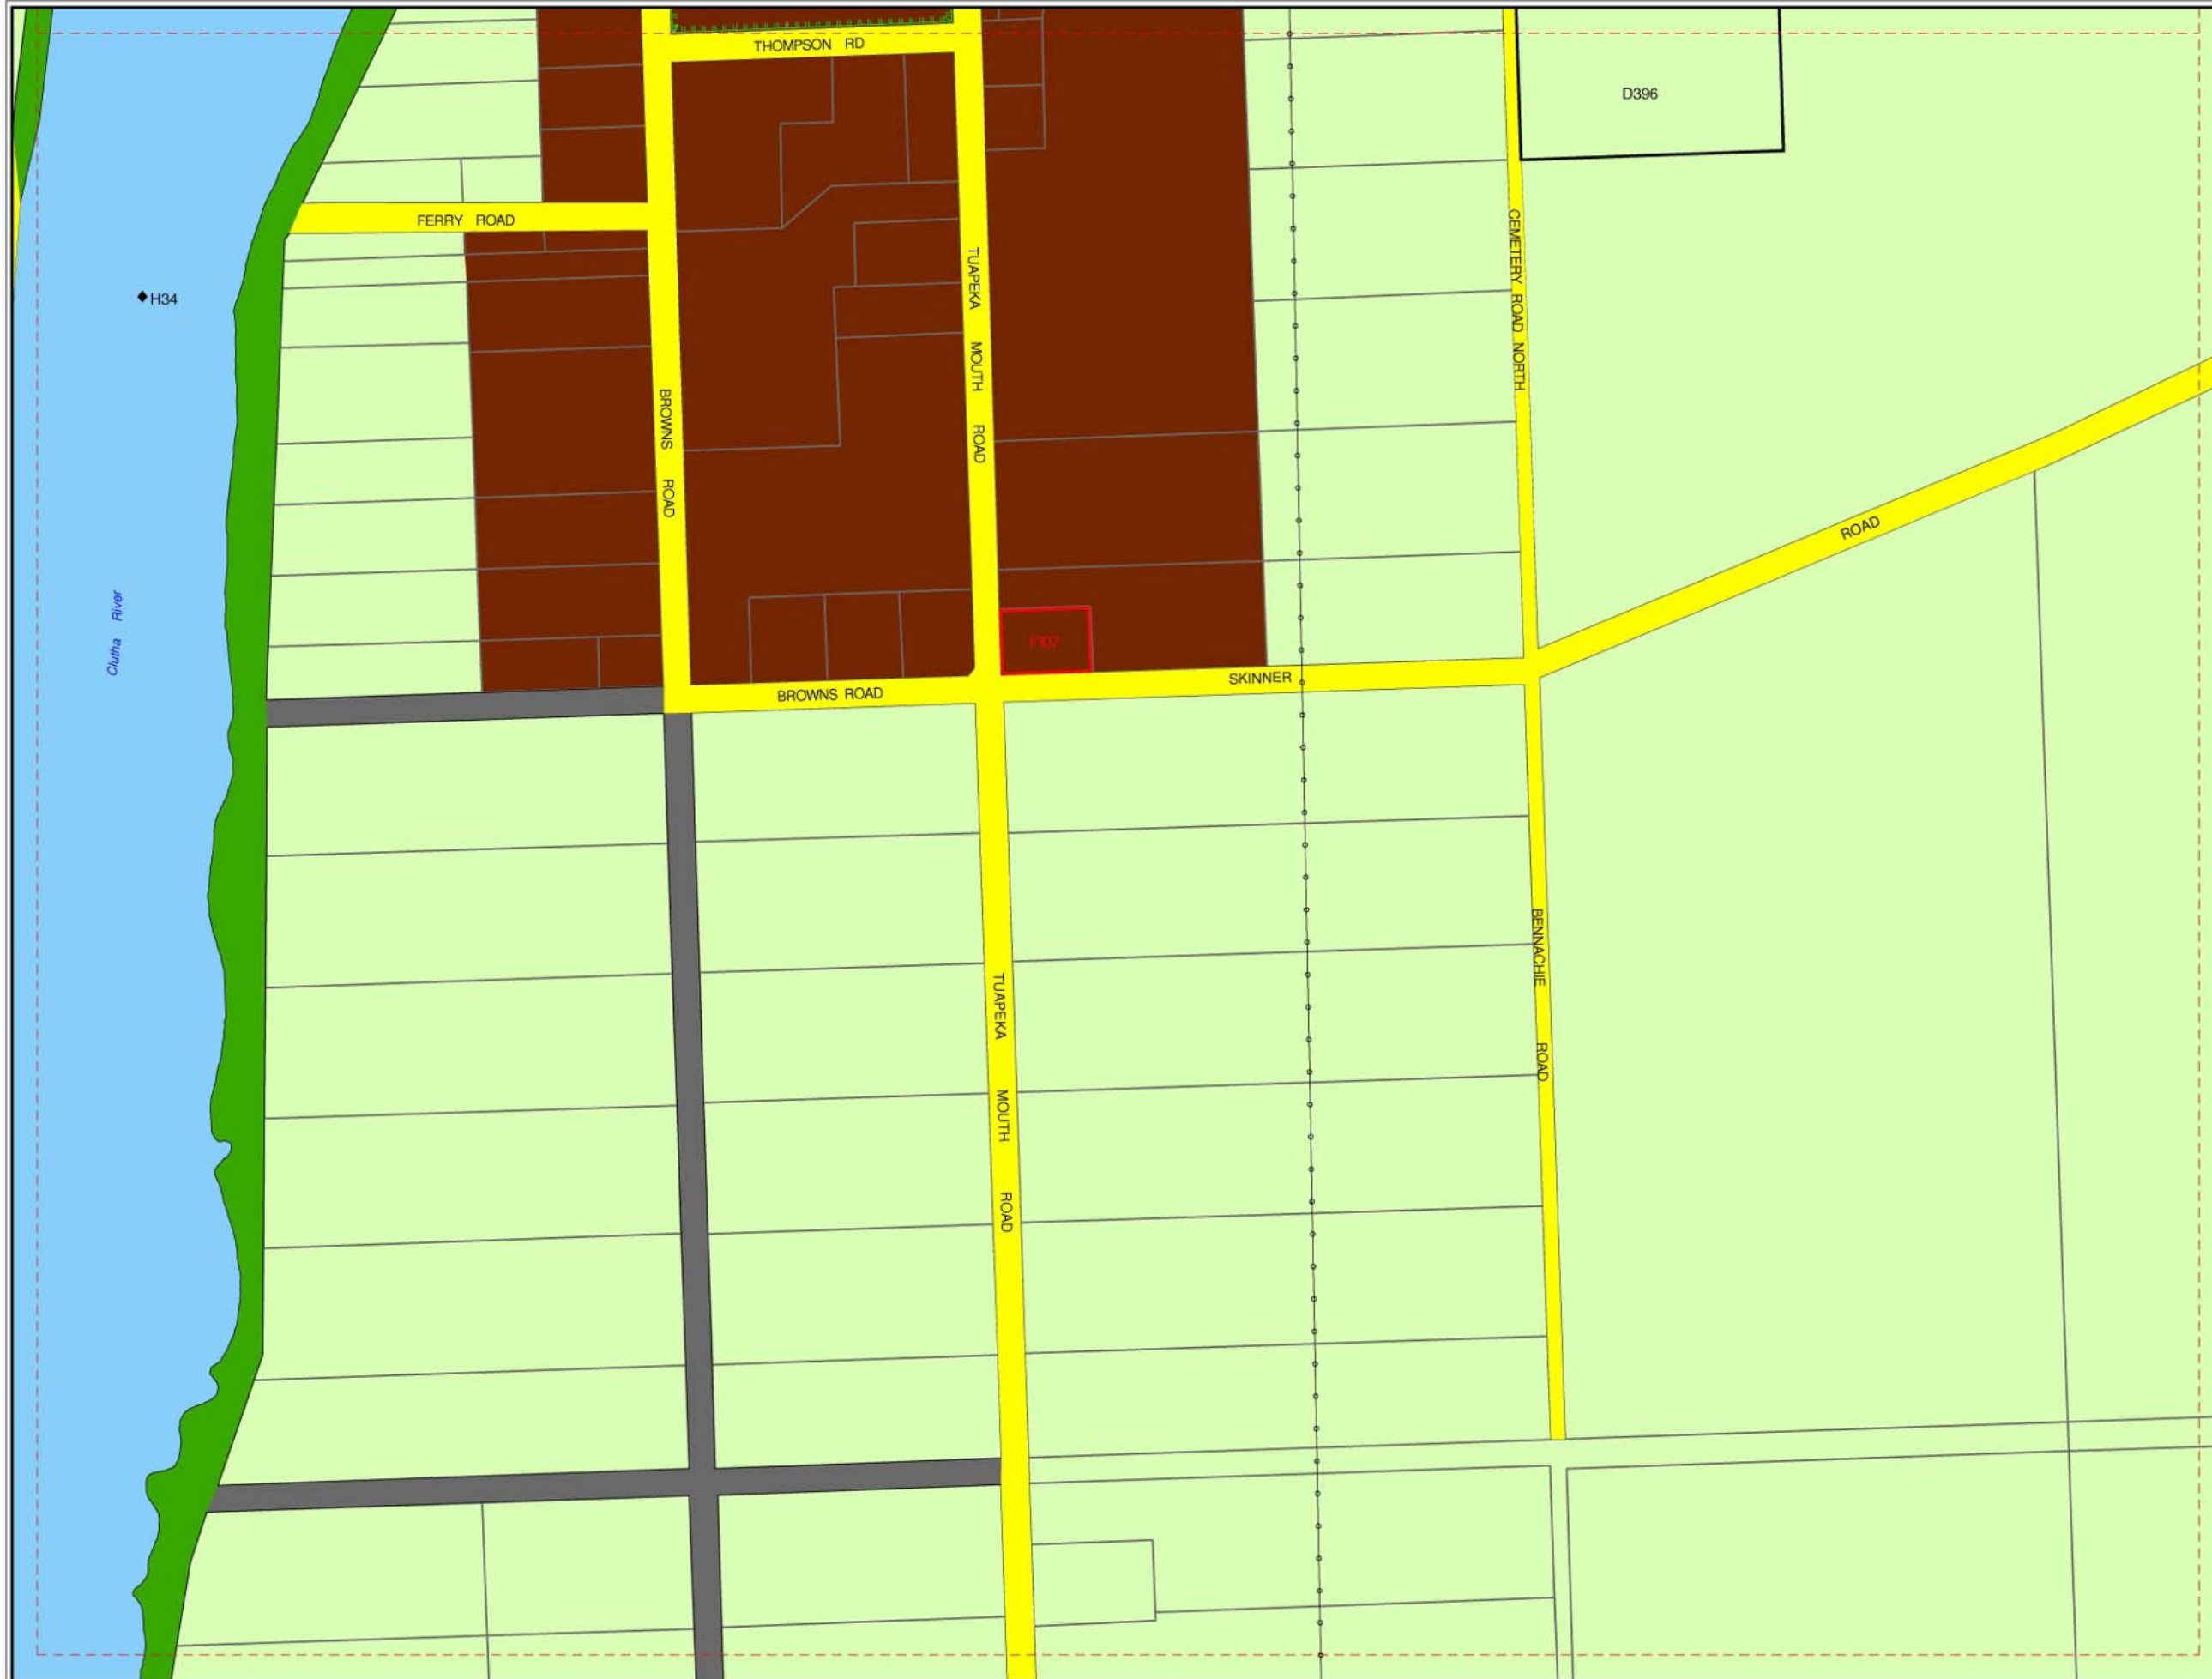 THOMPSON RD
D396
FERRY ROAD
H34
TUAPEKA MOUTH ROAD
CEMETERY ROAD NORTH
BROWNS ROAD
ROAD
Clutha River
F107
SKINNER
BROWNS ROAD
BENNACHIE ROAD
TUAPEKA MOUTH ROAD